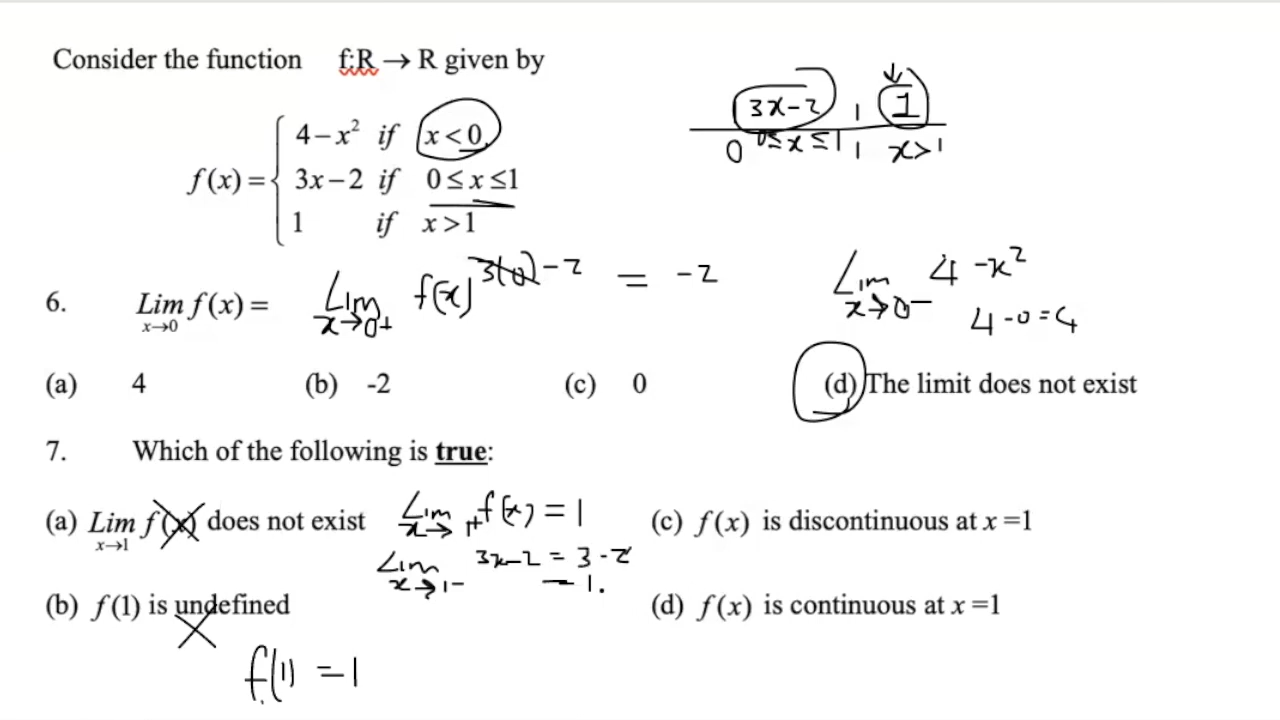 Consider the function f:R → R given by
3x-2 , 1
0 0≤x≤1 1 x>1
4-x² if x<0
f(x)= 3x-2 if 0≤x≤1
1 if x>1
6. Lim f(x)= Lim f(x) 3(0)-2 = -2 Lim 4-x²
x→0 x→0+ x→0-
4-0=4
(a) 4 (b) -2 (c) 0 (d) The limit does not exist
7. Which of the following is true:
(a) Lim f(x) does not exist Lim f(x) = 1 (c) f(x) is discontinuous at x=1
x→1 x→1+
Lim 3x-2 = 3-2
x→1- = 1.
(b) f(1) is undefined (d) f(x) is continuous at x=1
f(1) = 1